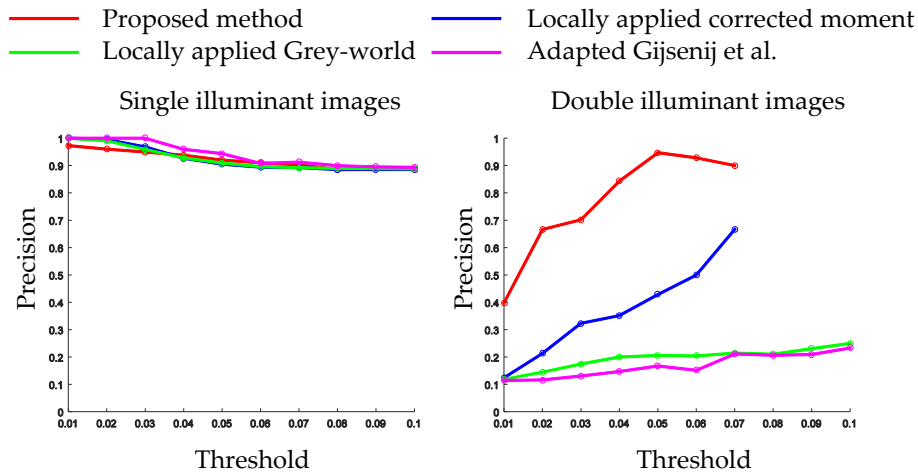 Proposed method
Locally applied corrected moment
Locally applied Grey-world
Adapted Gijsenij et al.
Single illuminant images
Double illuminant images
1
0.9
0.8
0.7
0.6
0.5
0.4
0.3
0.2
0.1
0
Precision
0.01 0.02 0.03 0.04 0.05 0.06 0.07 0.08 0.09 0.1
Threshold
1
0.9
0.8
0.7
0.6
0.5
0.4
0.3
0.2
0.1
0
Precision
0.01 0.02 0.03 0.04 0.05 0.06 0.07 0.08 0.09 0.1
Threshold